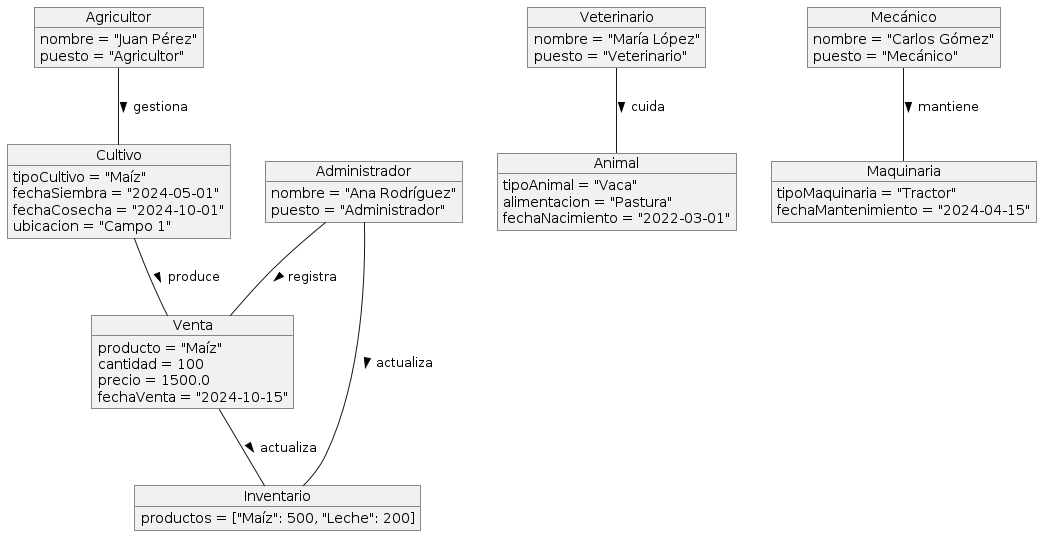 Agricultor
nombre = "Juan Pérez"
puesto = "Agricultor"
Veterinario
nombre = "María López"
puesto = "Veterinario"
Mecánico
nombre = "Carlos Gómez"
puesto = "Mecánico"
gestiona
cuida
mantiene
Cultivo
tipoCultivo = "Maíz"
fechaSiembra = "2024-05-01"
fechaCosecha = "2024-10-01"
ubicacion = "Campo 1"
Administrador
nombre = "Ana Rodríguez"
puesto = "Administrador"
Animal
tipoAnimal = "Vaca"
alimentacion = "Pastura"
fechaNacimiento = "2022-03-01"
Maquinaria
tipoMaquinaria = "Tractor"
fechaMantenimiento = "2024-04-15"
produce
registra
Venta
producto = "Maíz"
cantidad = 100
precio = 1500.0
fechaVenta = "2024-10-15"
actualiza
actualiza
Inventario
productos = ["Maíz": 500, "Leche": 200]